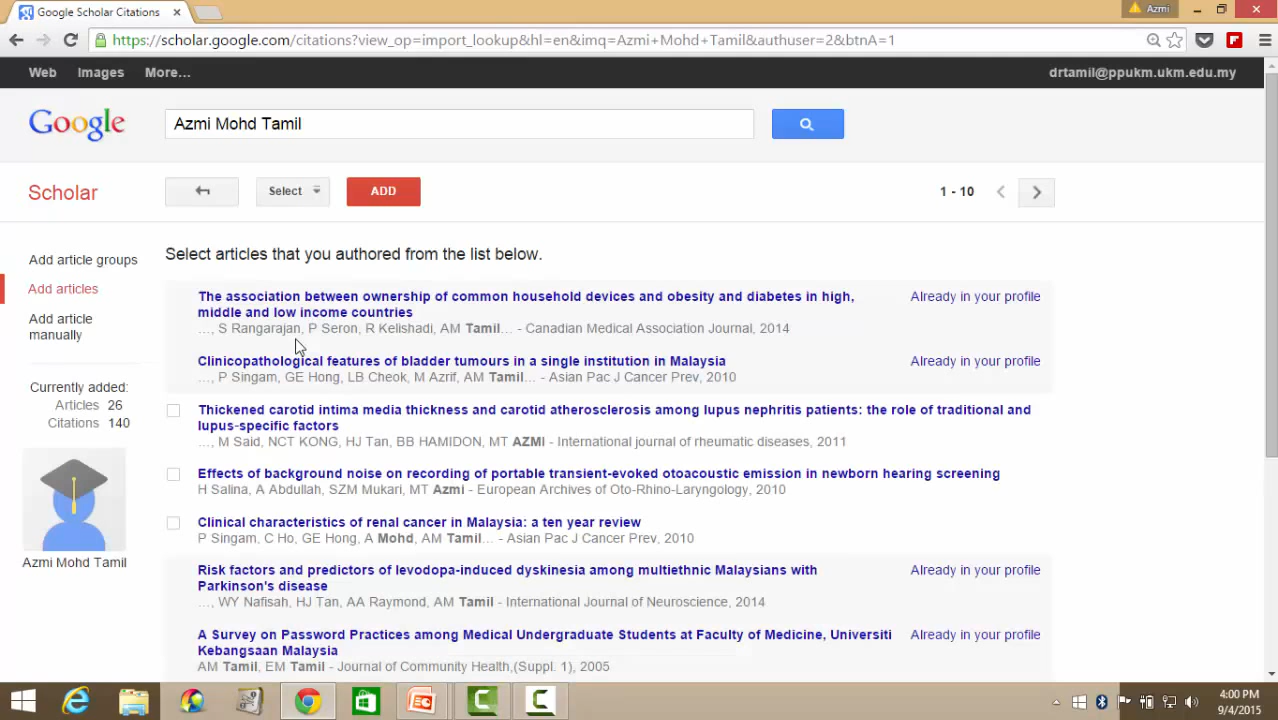 Google Scholar Citations
Azmi
https://scholar.google.com/citations?view_op=import_lookup&hl=en&imq=Azmi+Mohd+Tamil&authuser=2&btnA=1
Web Images More... drtamil@ppukm.ukm.edu.my
Google Azmi Mohd Tamil
Scholar Select ADD 1 - 10
Select articles that you authored from the list below.
Add article groups
Add articles
Add article
manually
Currently added:
Articles 26
Citations 140
Azmi Mohd Tamil
The association between ownership of common household devices and obesity and diabetes in high, Already in your profile
middle and low income countries
..., S Rangarajan, P Seron, R Kelishadi, AM Tamil... - Canadian Medical Association Journal, 2014
Clinicopathological features of bladder tumours in a single institution in Malaysia Already in your profile
..., P Singam, GE Hong, LB Cheok, M Azrif, AM Tamil... - Asian Pac J Cancer Prev, 2010
Thickened carotid intima media thickness and carotid atherosclerosis among lupus nephritis patients: the role of traditional and
lupus-specific factors
..., M Said, NCT KONG, HJ Tan, BB HAMIDON, MT AZMI - International journal of rheumatic diseases, 2011
Effects of background noise on recording of portable transient-evoked otoacoustic emission in newborn hearing screening
H Salina, A Abdullah, SZM Mukari, MT Azmi - European Archives of Oto-Rhino-Laryngology, 2010
Clinical characteristics of renal cancer in Malaysia: a ten year review
P Singam, C Ho, GE Hong, A Mohd, AM Tamil... - Asian Pac J Cancer Prev, 2010
Risk factors and predictors of levodopa-induced dyskinesia among multiethnic Malaysians with Already in your profile
Parkinson's disease
..., WY Nafisah, HJ Tan, AA Raymond, AM Tamil - International Journal of Neuroscience, 2014
A Survey on Password Practices among Medical Undergraduate Students at Faculty of Medicine, Universiti Already in your profile
Kebangsaan Malaysia
AM Tamil, EM Tamil - Journal of Community Health,(Suppl. 1), 2005
4:00 PM
9/4/2015